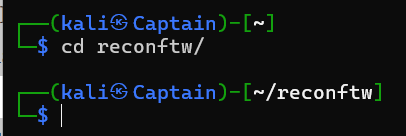 ┌──(kali㉿Captain)-[~]
└─$ cd reconftw/
┌──(kali㉿Captain)-[~/reconftw]
└─$